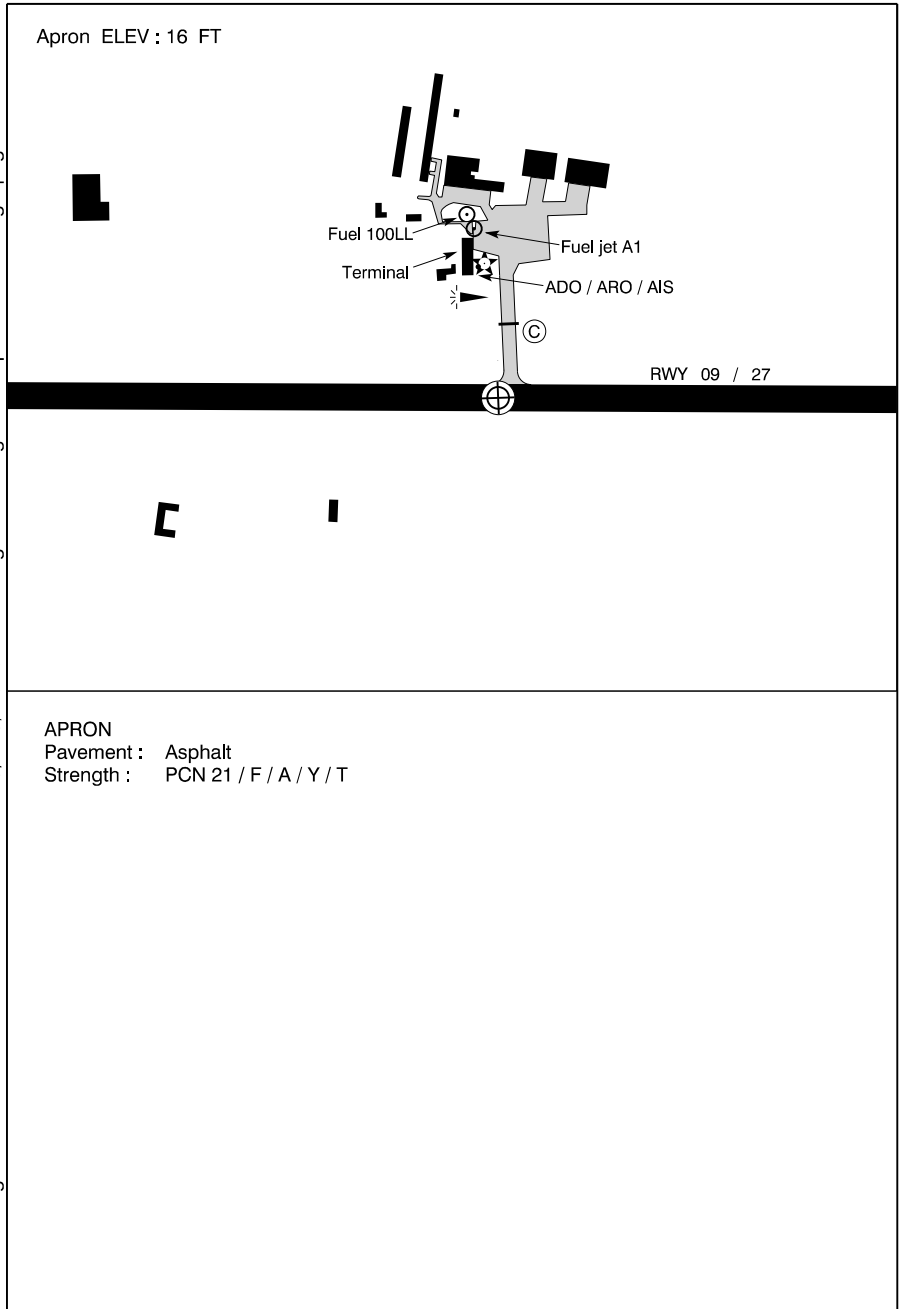 Apron ELEV : 16 FT
Fuel 100LL
Fuel jet A1
Terminal
ADO / ARO / AIS
C
RWY 09 / 27
APRON
Pavement : Asphalt
Strength : PCN 21 / F / A / Y / T